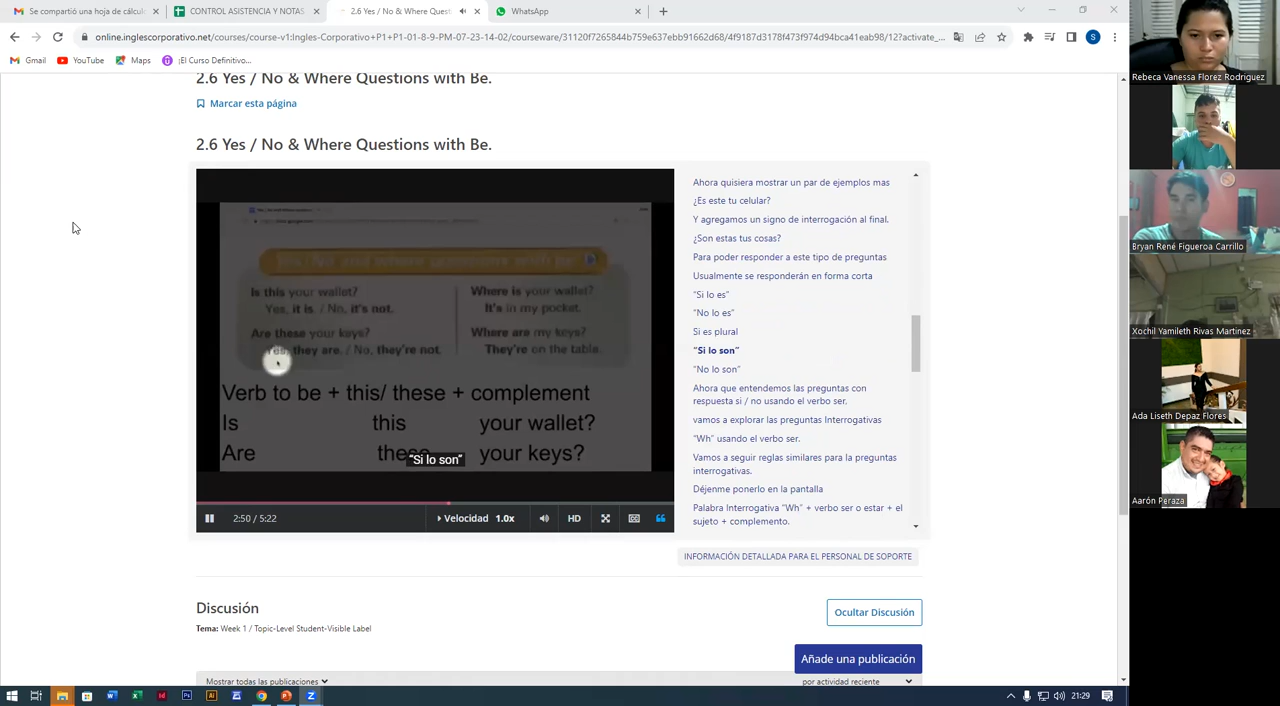 Se compartió una hoja de cálcul
CONTROL ASISTENCIA Y NOTAS
2.6 Yes / No & Where Questi
WhatsApp
online.inglescorporativo.net/courses/course-v1:Ingles-Corporativo+P1+P1-01-8-9-PM
Gmail
YouTube
Maps
¡El Curso Definitivo...
2.6 Yes / No & Where Questions with Be.
Marcar esta página
2.6 Yes / No & Where Questions with Be.
Is this your wallet?
Yes, it is. / No, it's not.
Are these your keys?
Yes, they are. / No, they're not.
Where is your wallet?
It's in my pocket.
Where are my keys?
They're on the table.
Verb to be + this/ these + complement
Is this your wallet?
Are these your keys?
"Si lo son"
2:50 / 5:22
Velocidad 1.0x
HD
Ahora quisiera mostrar un par de ejemplos mas
¿Es este tu celular?
Y agregamos un signo de interrogación al final.
¿Son estas tus cosas?
Para poder responder a este tipo de preguntas
Usualmente se responderán en forma corta
"Si lo es"
"No lo es"
Si es plural
"Si lo son"
"No lo son"
Ahora que entendemos las preguntas con
respuesta si / no usando el verbo ser.
vamos a explorar las preguntas Interrogativas
"Wh" usando el verbo ser.
Vamos a seguir reglas similares para la preguntas
interrogativas.
Déjenme ponerlo en la pantalla
Palabra Interrogativa "Wh" + verbo ser o estar + el
sujeto + complemento.
INFORMACIÓN DETALLADA PARA EL PERSONAL DE SOPORTE
Discusión
Tema: Week 1 / Topic-Level Student-Visible Label
Ocultar Discusión
Añade una publicación
Mostrar todas las publicaciones
por actividad reciente
Rebeca Vanessa Florez Rodriguez
Bryan René Figueroa Carrillo
Xochil Yamileth Rivas Martinez
Ada Liseth Depaz Flores
Aarón Peraza
21:29